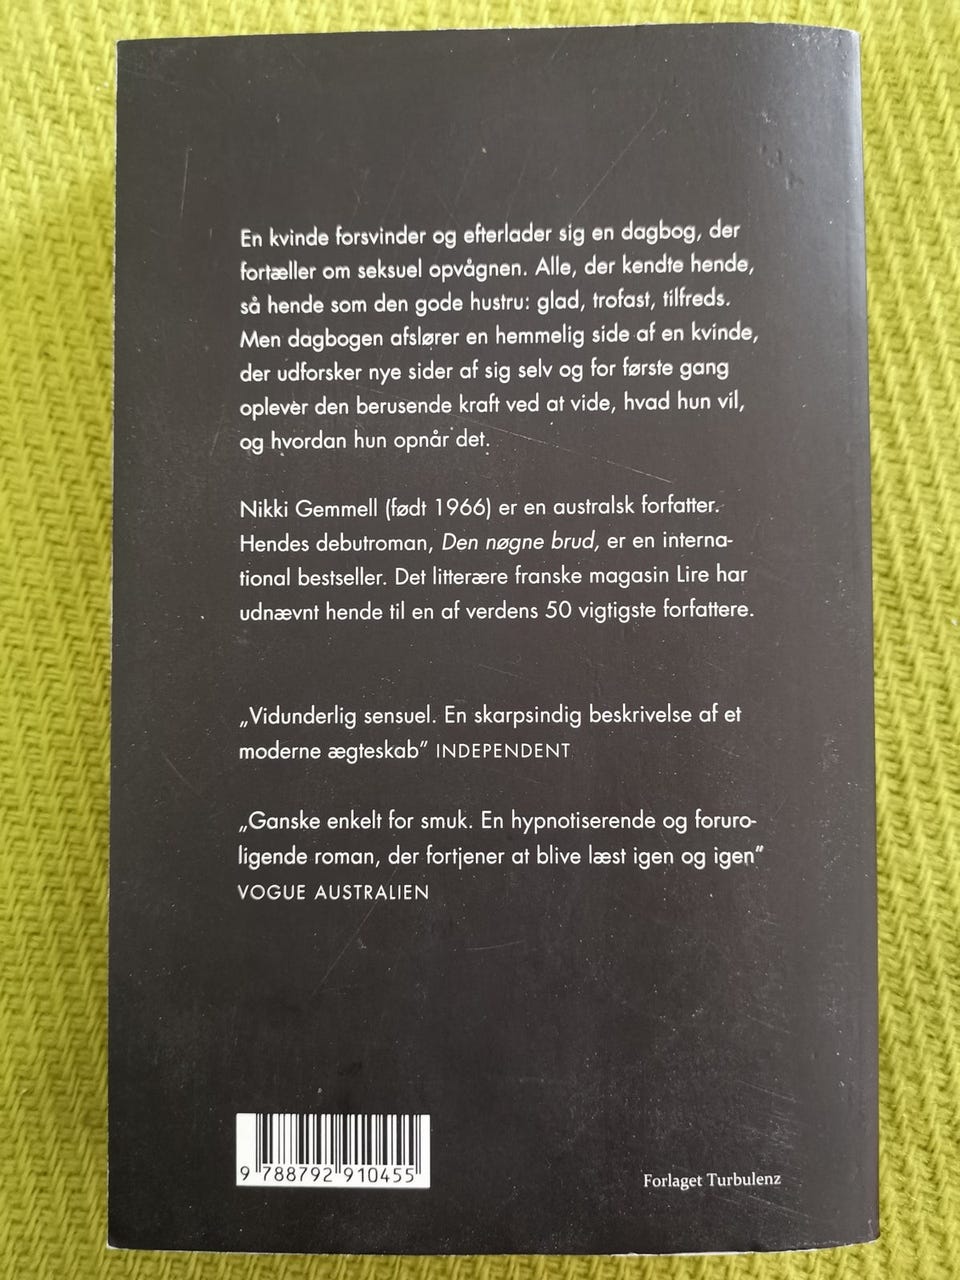 En kvinde forsvinder og efterlader sig en dagbog, der
fortæller om seksuel opvågnen. Alle, der kendte hende,
så hende som den gode hustru: glad, trofast, tilfreds.
Men dagbogen afslører en hemmelig side af en kvinde,
der udforsker nye sider af sig selv og for første gang
oplever den berusende kraft ved at vide, hvad hun vil,
og hvordan hun opnår det.
Nikki Gemmell (født 1966) er en australsk forfatter.
Hendes debutroman, Den nøgne brud, er en interna-
tional bestseller. Det litterære franske magasin Lire har
udnævnt hende til en af verdens 50 vigtigste forfattere.
„Vidunderlig sensuel. En skarpsindig beskrivelse af et
moderne ægteskab” INDEPENDENT
„Ganske enkelt for smuk. En hypnotiserende og foruro-
ligende roman, der fortjener at blive læst igen og igen”
VOGUE AUSTRALIEN
9 788792 910455
Forlaget Turbulenz